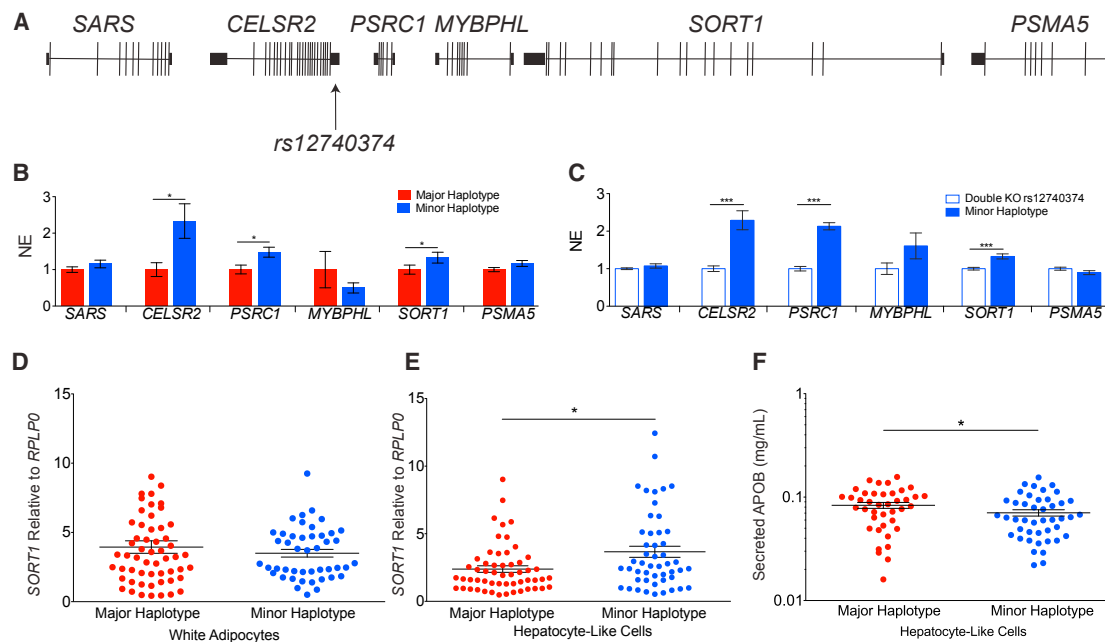 A
SARS CELSR2 PSRC1 MYBPHL SORT1 PSMA5
rs12740374
B
NE
3
2
1
0
* * *
Major Haplotype
Minor Haplotype
SARS CELSR2 PSRC1 MYBPHL SORT1 PSMA5
C
NE
3
2
1
0
*** *** ***
Double KO rs12740374
Minor Haplotype
SARS CELSR2 PSRC1 MYBPHL SORT1 PSMA5
D
SORT1 Relative to RPLP0
15
10
5
0
Major Haplotype Minor Haplotype
White Adipocytes
E
SORT1 Relative to RPLP0
15
10
5
0
*
Major Haplotype Minor Haplotype
Hepatocyte-Like Cells
F
Secreted APOB (mg/mL)
1
0.1
0.01
*
Major Haplotype Minor Haplotype
Hepatocyte-Like Cells